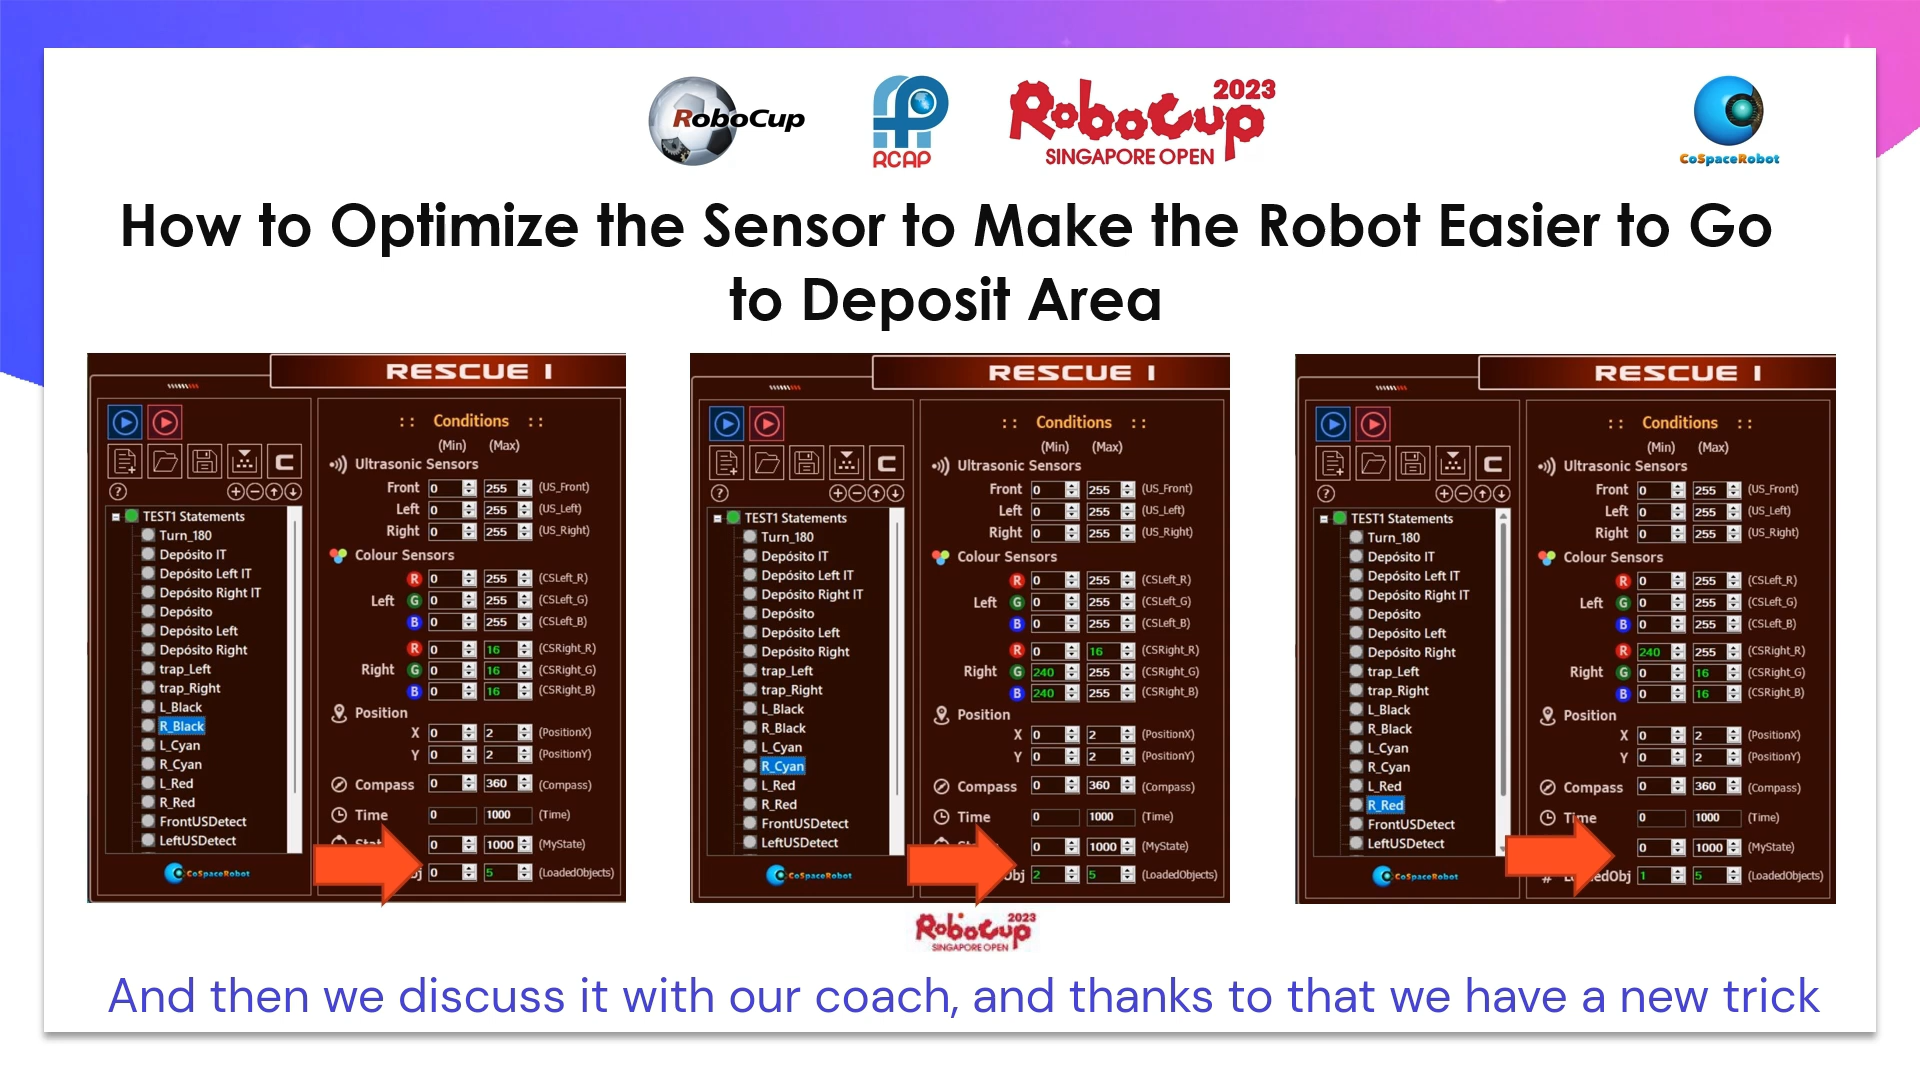 RoboCup
RCAP
RoboCup 2023
SINGAPORE OPEN
CoSpaceRobot
How to Optimize the Sensor to Make the Robot Easier to Go
to Deposit Area
RESCUE I
:: Conditions ::
(Min) (Max)
Ultrasonic Sensors
Front 0 255 (US_Front)
Left 0 255 (US_Left)
Right 0 255 (US_Right)
Colour Sensors
R 0 255 (CSLeft_R)
Left G 0 255 (CSLeft_G)
B 0 255 (CSLeft_B)
R 0 16 (CSRight_R)
Right G 0 16 (CSRight_G)
B 0 16 (CSRight_B)
Position
X 0 2 (PositionX)
Y 0 2 (PositionY)
Compass 0 360 (Compass)
Time 0 1000 (Time)
0 1000 (MyState)
0 5 (LoadedObjects)
C
?
TEST1 Statements
Turn_180
Depósito IT
Depósito Left IT
Depósito Right IT
Depósito
Depósito Left
Depósito Right
trap_Left
trap_Right
L_Black
R_Black
L_Cyan
R_Cyan
L_Red
R_Red
FrontUSDetect
LeftUSDetect
CoSpaceRobot
RESCUE I
:: Conditions ::
(Min) (Max)
Ultrasonic Sensors
Front 0 255 (US_Front)
Left 0 255 (US_Left)
Right 0 255 (US_Right)
Colour Sensors
R 0 255 (CSLeft_R)
Left G 0 255 (CSLeft_G)
B 0 255 (CSLeft_B)
R 0 16 (CSRight_R)
Right G 240 255 (CSRight_G)
B 240 255 (CSRight_B)
Position
X 0 2 (PositionX)
Y 0 2 (PositionY)
Compass 0 360 (Compass)
Time 0 1000 (Time)
0 1000 (MyState)
Obj 2 5 (LoadedObjects)
C
?
TEST1 Statements
Turn_180
Depósito IT
Depósito Left IT
Depósito Right IT
Depósito
Depósito Left
Depósito Right
trap_Left
trap_Right
L_Black
R_Black
L_Cyan
R_Cyan
L_Red
R_Red
FrontUSDetect
LeftUSDetect
CoSpaceRobot
RESCUE I
:: Conditions ::
(Min) (Max)
Ultrasonic Sensors
Front 0 255 (US_Front)
Left 0 255 (US_Left)
Right 0 255 (US_Right)
Colour Sensors
R 0 255 (CSLeft_R)
Left G 0 255 (CSLeft_G)
B 0 255 (CSLeft_B)
R 240 255 (CSRight_R)
Right G 0 16 (CSRight_G)
B 0 16 (CSRight_B)
Position
X 0 2 (PositionX)
Y 0 2 (PositionY)
Compass 0 360 (Compass)
Time 0 1000 (Time)
0 1000 (MyState)
edObj 1 5 (LoadedObjects)
C
?
TEST1 Statements
Turn_180
Depósito IT
Depósito Left IT
Depósito Right IT
Depósito
Depósito Left
Depósito Right
trap_Left
trap_Right
L_Black
R_Black
L_Cyan
R_Cyan
L_Red
R_Red
FrontUSDetect
LeftUSDetect
CoSpaceRobot
RoboCup 2023
SINGAPORE OPEN
And then we discuss it with our coach, and thanks to that we have a new trick